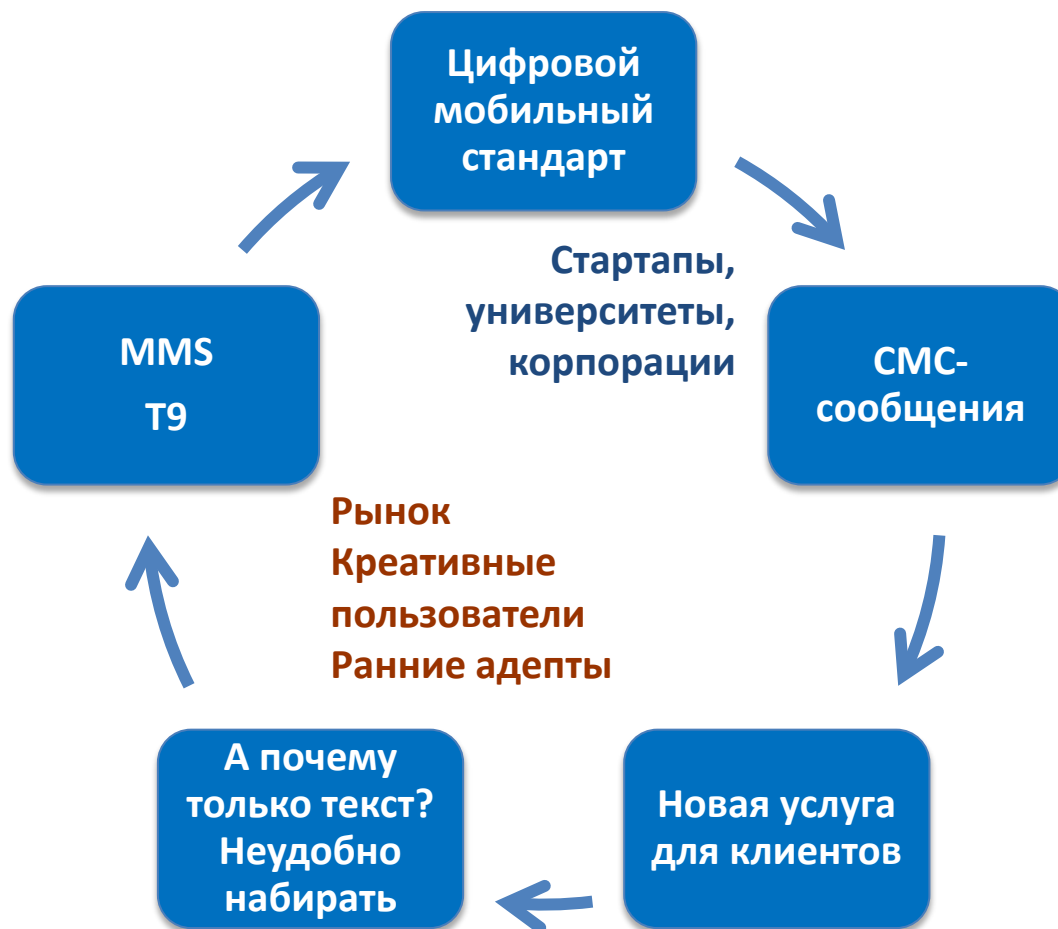 Цифровой
мобильный
стандарт
Стартапы,
университеты,
корпорации
СМС-
сообщения
Новая услуга
для клиентов
А почему
только текст?
Неудобно
набирать
MMS
T9
Рынок
Креативные
пользователи
Ранние адепты